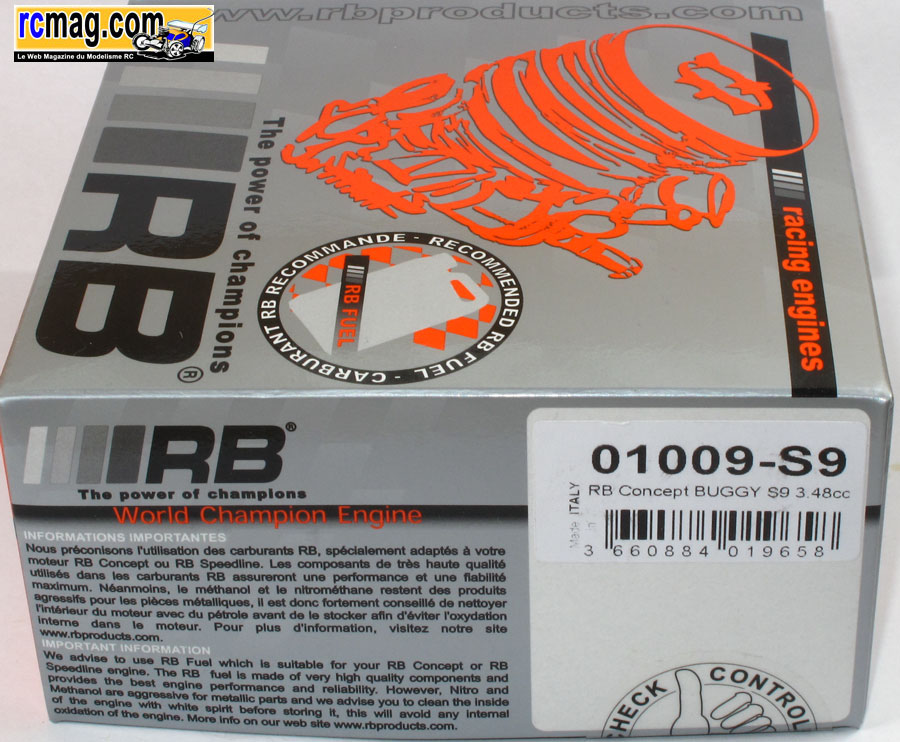 rcmag.com
Le Web Magazine du Modelisme RC
www.rbproducts.com
RB®
The power of champions
racing engines
CARBURANT RB RECOMMANDE - RECOMMENDED RB FUEL -
RB FUEL
RB®
The power of champions
World Champion Engine
INFORMATIONS IMPORTANTES
Nous préconisons l'utilisation des carburants RB, spécialement adaptés à votre
moteur RB Concept ou RB Speedline. Les composants de très haute qualité
utilisés dans les carburants RB assureront une performance et une fiabilité
maximum. Néanmoins, le méthanol et le nitrométhane restent des produits
agressifs pour les pièces métalliques, il est donc fortement conseillé de nettoyer
l'intérieur du moteur avec du pétrole avant de le stocker afin d'éviter l'oxydation
interne dans le moteur. Pour plus d'information, visitez notre site
www.rbproducts.com.
IMPORTANT INFORMATION
We advise to use RB Fuel which is suitable for your RB Concept or RB
Speedline engine. The RB fuel is made of very high quality components and
provides the best engine performance and reliability. However, Nitro and
Methanol are aggressive for metallic parts and we advise you to clean the inside
of the engine with white spirit before storing it, this will avoid any internal
oxidation of the engine. More info on our web site www.rbproducts.com.
01009-S9
RB Concept BUGGY S9 3.48cc
Made in ITALY
3 660884 019658
CHECK CONTROL